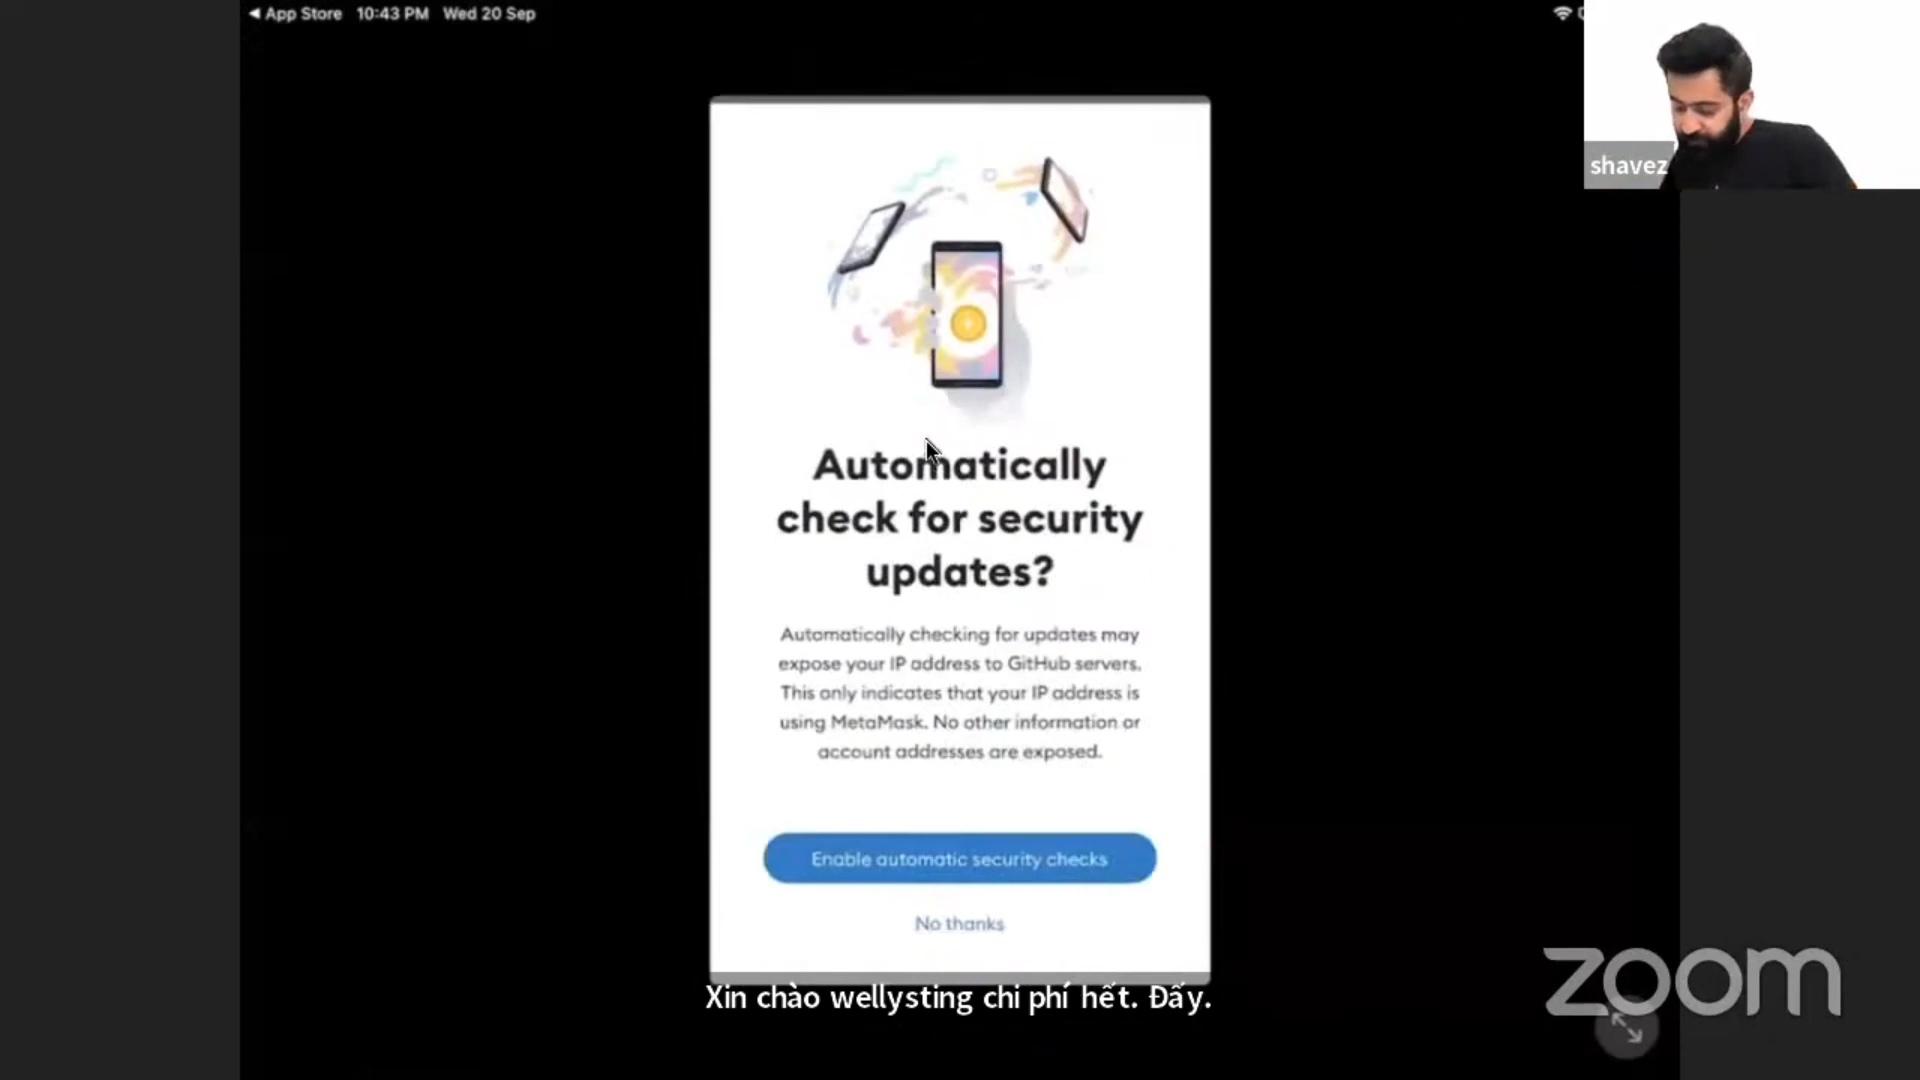 ◀ App Store 10:43 PM Wed 20 Sep
shavez
Automatically
check for security
updates?
Automatically checking for updates may
expose your IP address to GitHub servers.
This only indicates that your IP address is
using MetaMask. No other information or
account addresses are exposed.
Enable automatic security checks
No thanks
Xin chào wellysting chi phí hết. Đấy.
zoom